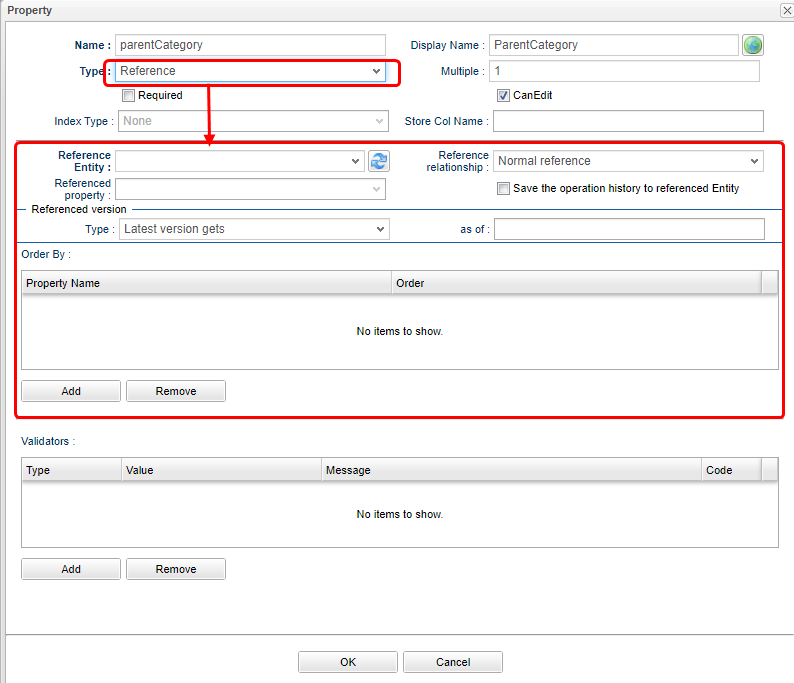 Property
Name : parentCategory Display Name : ParentCategory
Type : Reference Multiple : 1
Required CanEdit
Index Type : None Store Col Name :
Reference Entity : Reference relationship : Normal reference
Referenced property : Save the operation history to referenced Entity
Referenced version
Type : Latest version gets as of :
Order By :
Property Name Order
No items to show.
Add Remove
Validators :
Type Value Message Code
No items to show.
Add Remove
OK Cancel